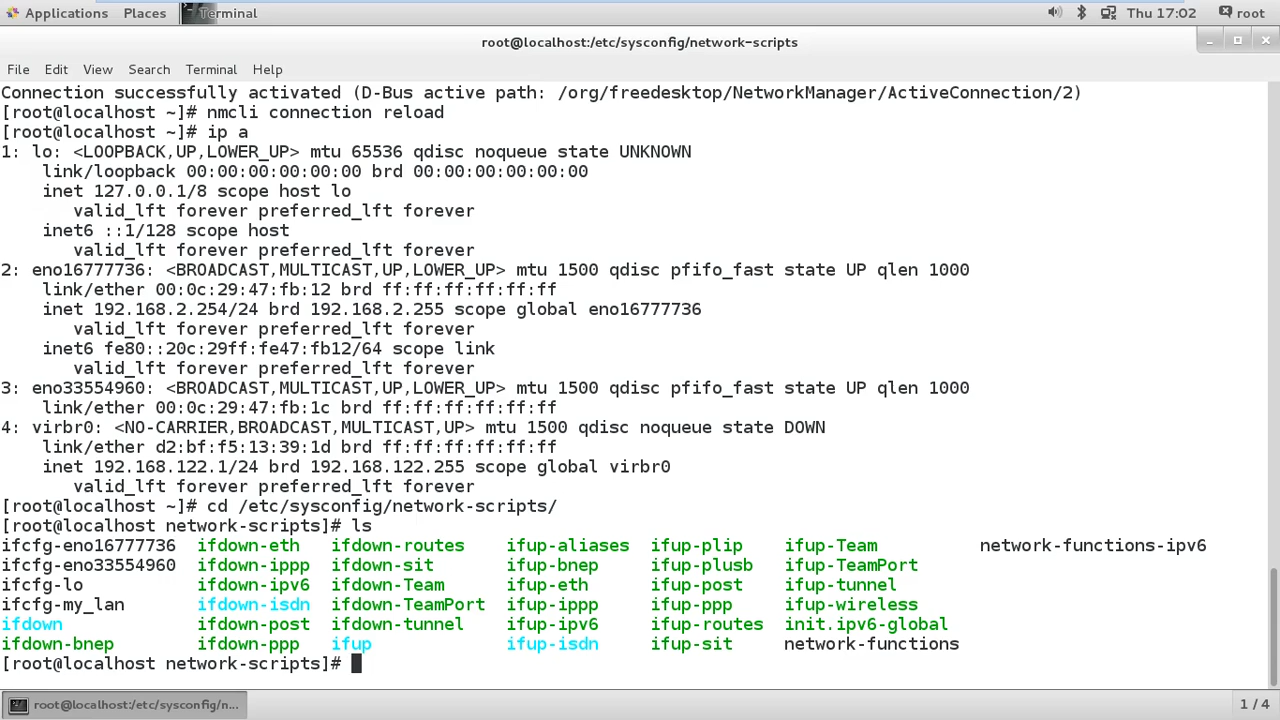 Applications Places Terminal Thu 17:02 root
root@localhost:/etc/sysconfig/network-scripts
File Edit View Search Terminal Help
Connection successfully activated (D-Bus active path: /org/freedesktop/NetworkManager/ActiveConnection/2)
[root@localhost ~]# nmcli connection reload
[root@localhost ~]# ip a
1: lo: <LOOPBACK,UP,LOWER_UP> mtu 65536 qdisc noqueue state UNKNOWN
link/loopback 00:00:00:00:00:00 brd 00:00:00:00:00:00
inet 127.0.0.1/8 scope host lo
valid_lft forever preferred_lft forever
inet6 ::1/128 scope host
valid_lft forever preferred_lft forever
2: eno16777736: <BROADCAST,MULTICAST,UP,LOWER_UP> mtu 1500 qdisc pfifo_fast state UP qlen 1000
link/ether 00:0c:29:47:fb:12 brd ff:ff:ff:ff:ff:ff
inet 192.168.2.254/24 brd 192.168.2.255 scope global eno16777736
valid_lft forever preferred_lft forever
inet6 fe80::20c:29ff:fe47:fb12/64 scope link
valid_lft forever preferred_lft forever
3: eno33554960: <BROADCAST,MULTICAST,UP,LOWER_UP> mtu 1500 qdisc pfifo_fast state UP qlen 1000
link/ether 00:0c:29:47:fb:1c brd ff:ff:ff:ff:ff:ff
4: virbr0: <NO-CARRIER,BROADCAST,MULTICAST,UP> mtu 1500 qdisc noqueue state DOWN
link/ether d2:bf:f5:13:39:1d brd ff:ff:ff:ff:ff:ff
inet 192.168.122.1/24 brd 192.168.122.255 scope global virbr0
valid_lft forever preferred_lft forever
[root@localhost ~]# cd /etc/sysconfig/network-scripts/
[root@localhost network-scripts]# ls
ifcfg-eno16777736 ifdown-eth ifdown-routes ifup-aliases ifup-plip ifup-Team network-functions-ipv6
ifcfg-eno33554960 ifdown-ippp ifdown-sit ifup-bnep ifup-plusb ifup-TeamPort
ifcfg-lo ifdown-ipv6 ifdown-Team ifup-eth ifup-post ifup-tunnel
ifcfg-my_lan ifdown-isdn ifdown-TeamPort ifup-ippp ifup-ppp ifup-wireless
ifdown ifdown-post ifdown-tunnel ifup-ipv6 ifup-routes init.ipv6-global
ifdown-bnep ifdown-ppp ifup ifup-isdn ifup-sit network-functions
[root@localhost network-scripts]#
root@localhost:/etc/sysconfig/n... 1 / 4